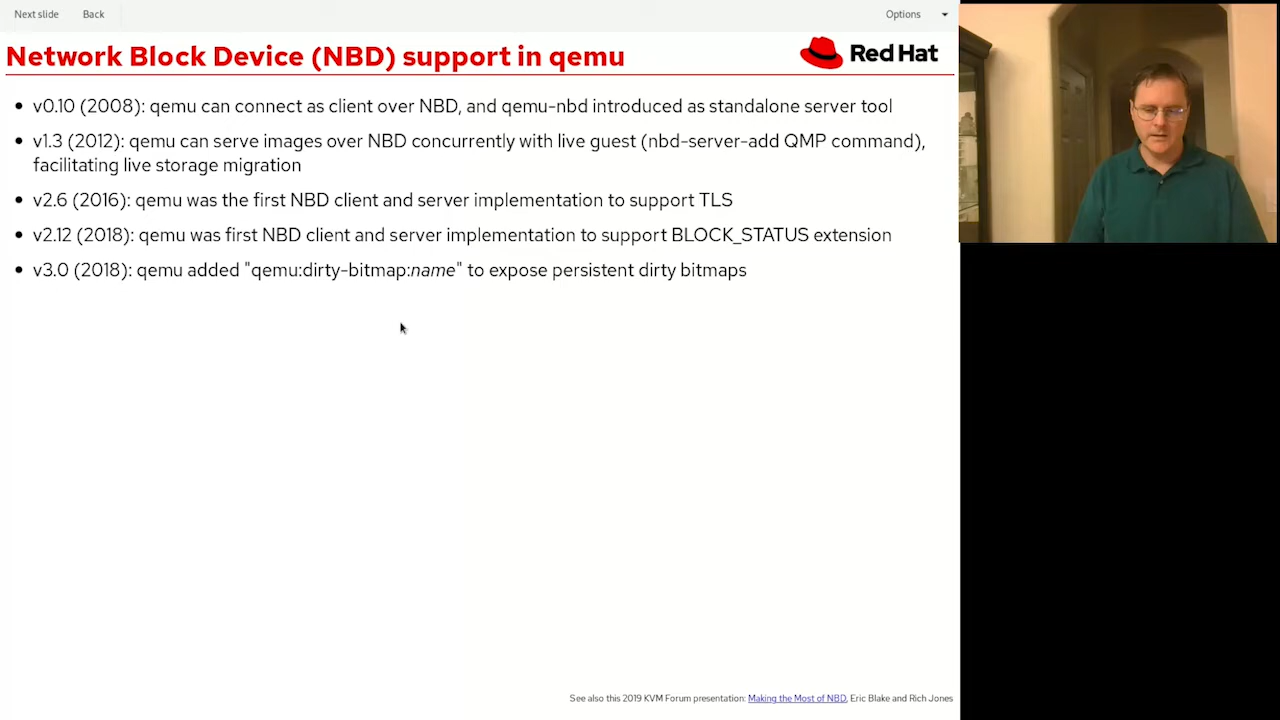 Next slide Back Options
Network Block Device (NBD) support in qemu
Red Hat
• v0.10 (2008): qemu can connect as client over NBD, and qemu-nbd introduced as standalone server tool
• v1.3 (2012): qemu can serve images over NBD concurrently with live guest (nbd-server-add QMP command),
facilitating live storage migration
• v2.6 (2016): qemu was the first NBD client and server implementation to support TLS
• v2.12 (2018): qemu was first NBD client and server implementation to support BLOCK_STATUS extension
• v3.0 (2018): qemu added "qemu:dirty-bitmap:name" to expose persistent dirty bitmaps
See also this 2019 KVM Forum presentation: Making the Most of NBD, Eric Blake and Rich Jones